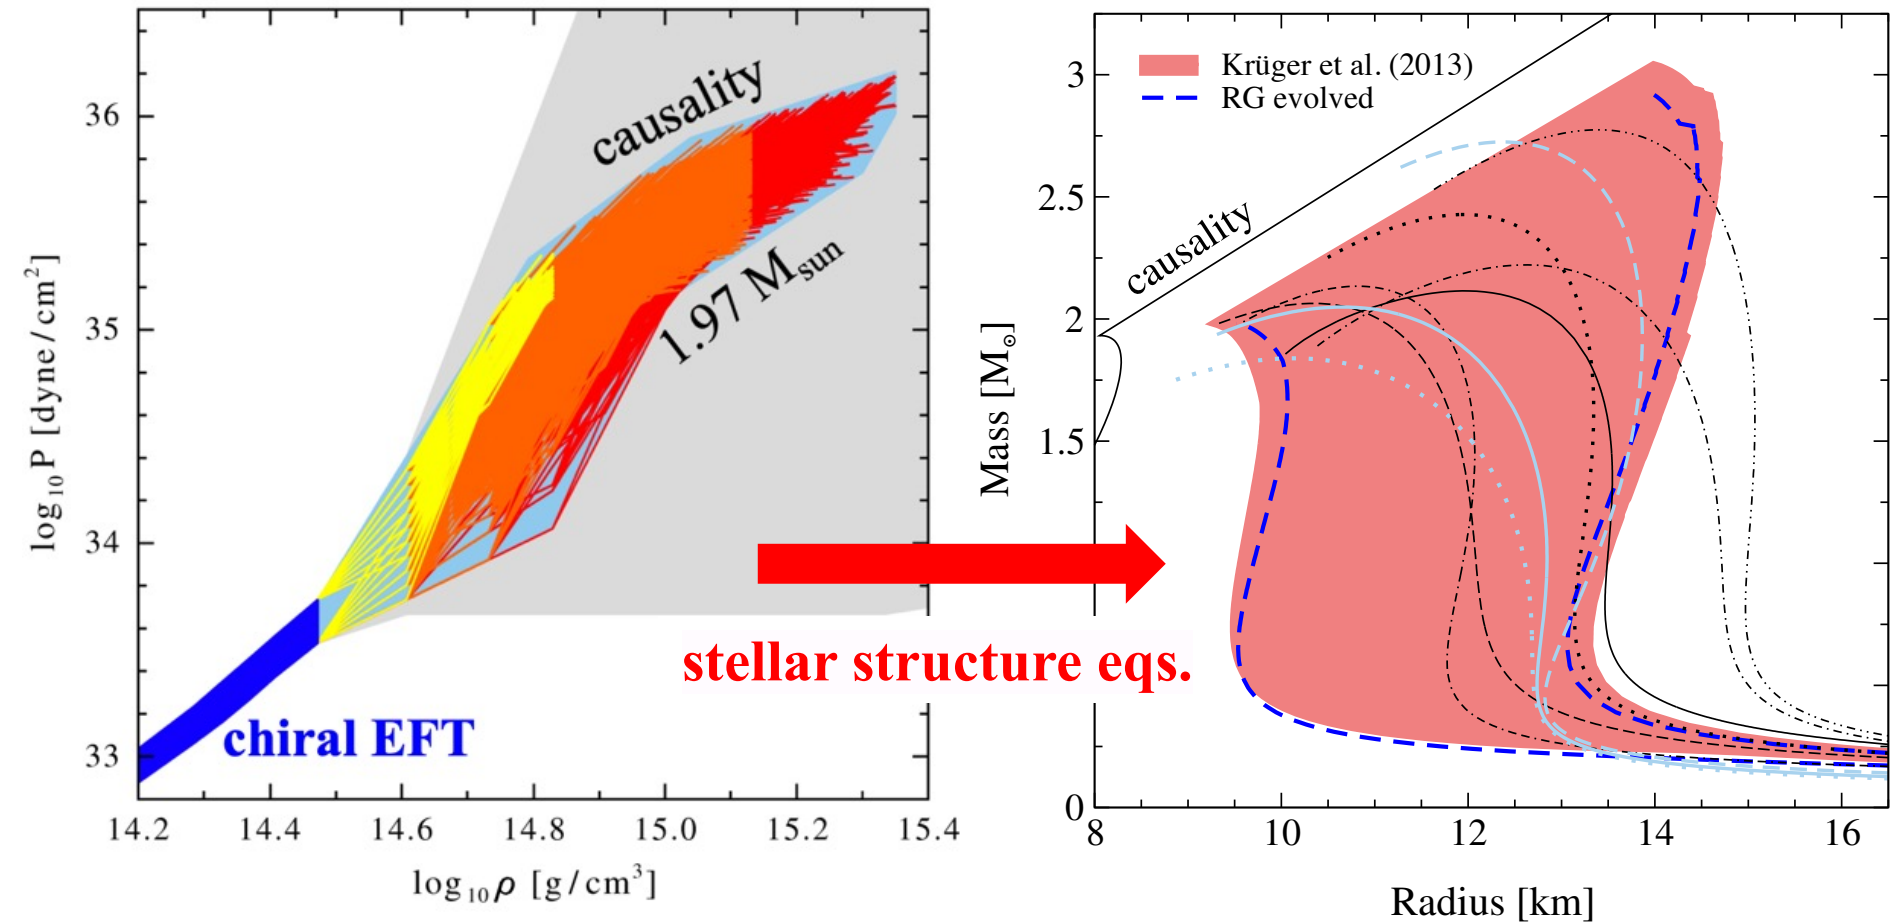 log₁₀P [dyne/cm²]
36
35
34
33
14.2 14.4 14.6 14.8 15.0 15.2 15.4
log₁₀ρ [g/cm³]
causality
1.97 Mₛᵤₙ
chiral EFT
stellar structure eqs.
Krüger et al. (2013)
RG evolved
causality
Mass [M☉]
3
2.5
2
1.5
0
8 10 12 14 16
Radius [km]